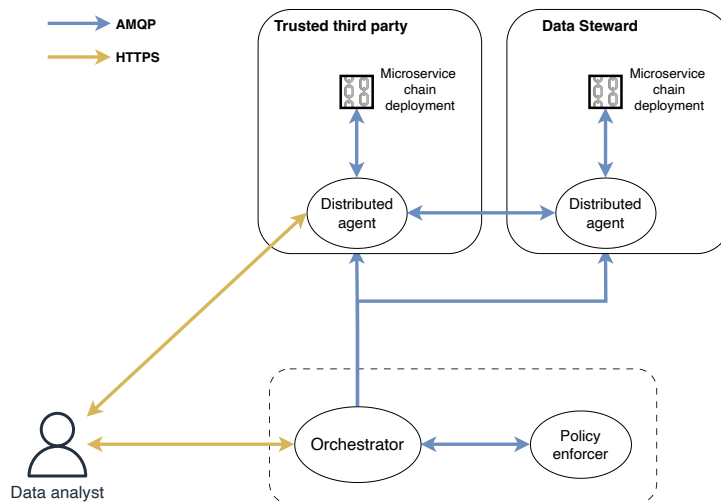 AMQP
HTTPS
Trusted third party
Data Steward
Microservice
chain
deployment
Microservice
chain
deployment
Distributed
agent
Distributed
agent
Orchestrator
Policy
enforcer
Data analyst